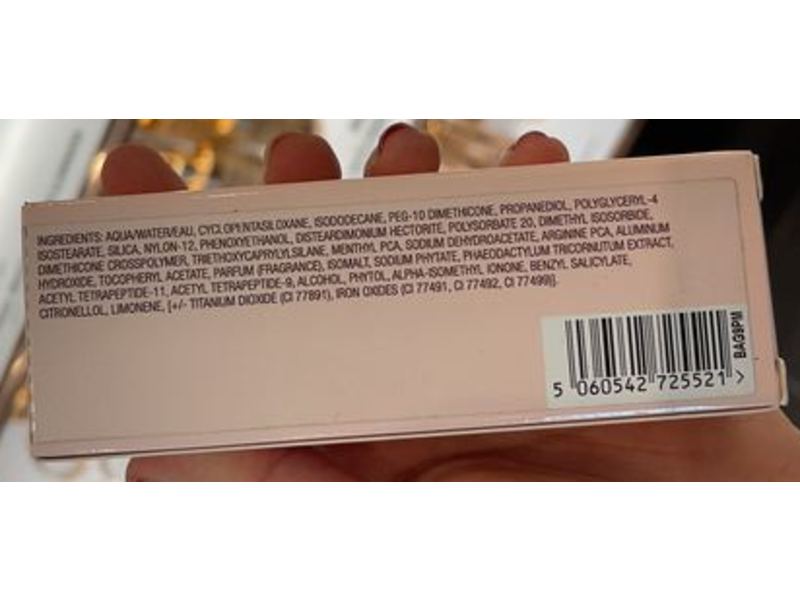 INGREDIENTS: AQUA/WATER/EAU, CYCLOPENTASILOXANE, ISODODECANE, PEG-10 DIMETHICONE, PROPANEDIOL, POLYGLYCERYL-4
ISOSTEARATE, SILICA, NYLON-12, PHENOXYETHANOL, DISTEARDIMONIUM HECTORITE, POLYSORBATE 20, DIMETHYL ISOSORBIDE,
DIMETHICONE CROSSPOLYMER, TRIETHOXYCAPRYLYLSILANE, MENTHYL PCA, SODIUM DEHYDROACETATE, ARGININE PCA, ALUMINUM
HYDROXIDE, TOCOPHERYL ACETATE, PARFUM (FRAGRANCE), ISOMALT, SODIUM PHYTATE, PHAEODACTYLUM TRICORNUTUM EXTRACT,
ACETYL TETRAPEPTIDE-11, ACETYL TETRAPEPTIDE-9, ALCOHOL, PHYTOL, ALPHA-ISOMETHYL IONONE, BENZYL SALICYLATE,
CITRONELLOL, LIMONENE, [+/- TITANIUM DIOXIDE (CI 77891), IRON OXIDES (CI 77491, CI 77492, CI 77499)].
5 060542 725521 >
BAG9PM